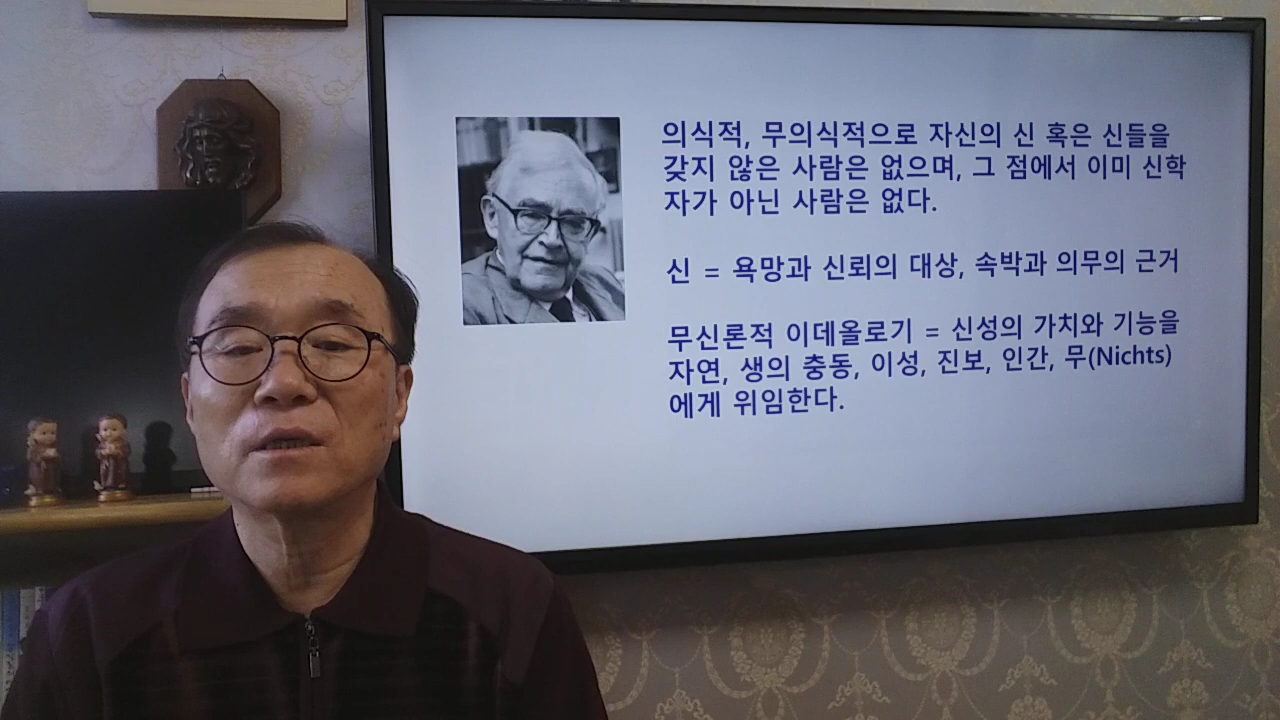 의식적, 무의식적으로 자신의 신 혹은 신들을
갖지 않은 사람은 없으며, 그 점에서 이미 신학
자가 아닌 사람은 없다.
신 = 욕망과 신뢰의 대상, 속박과 의무의 근거
무신론적 이데올로기 = 신성의 가치와 기능을
자연, 생의 충동, 이성, 진보, 인간, 무(Nichts)
에게 위임한다.